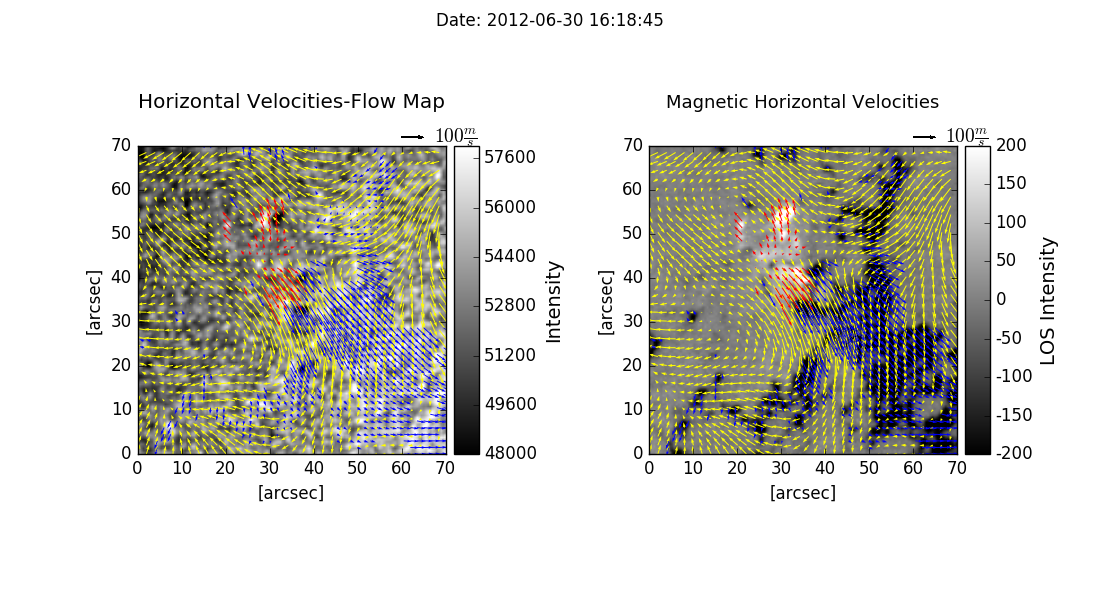 Date: 2012-06-30 16:18:45
Horizontal Velocities-Flow Map
Magnetic Horizontal Velocities
100 m/s
100 m/s
70
60
50
40
30
20
10
0
[arcsec]
0 10 20 30 40 50 60 70
[arcsec]
57600
56000
54400
52800
51200
49600
48000
Intensity
70
60
50
40
30
20
10
0
[arcsec]
0 10 20 30 40 50 60 70
[arcsec]
200
150
100
50
0
-50
-100
-150
-200
LOS Intensity